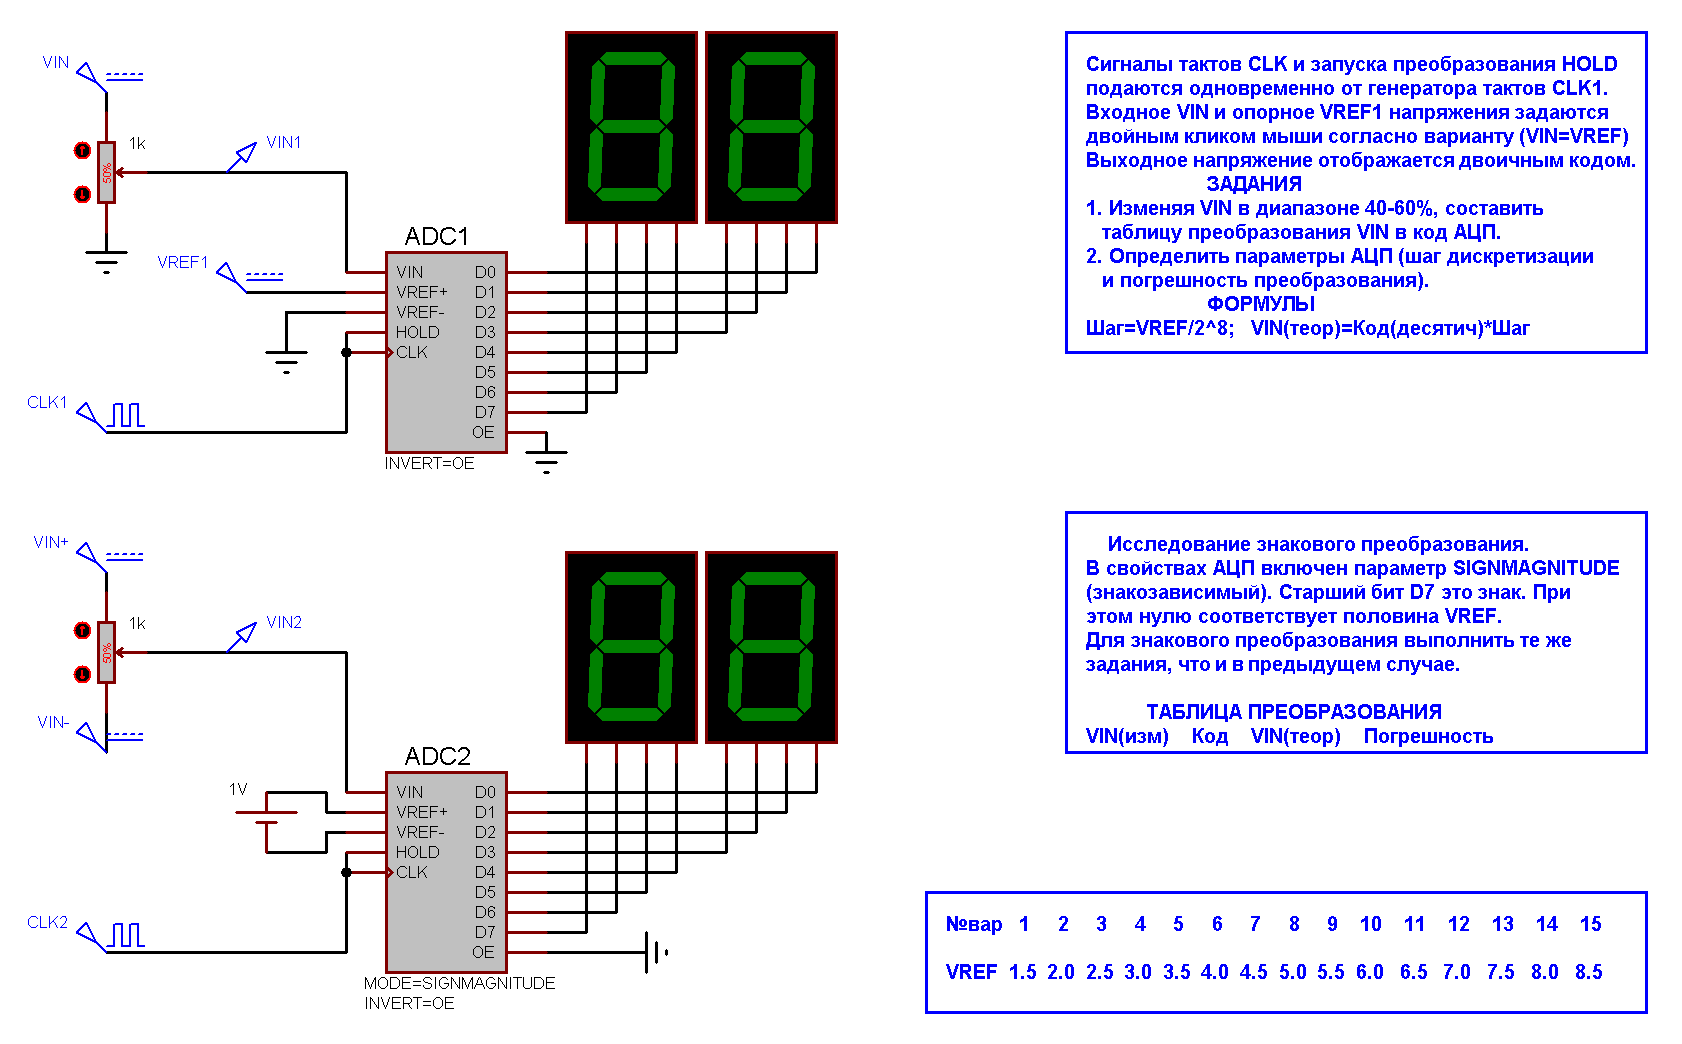 VIN
1k
50%
VIN1
VREF1
CLK1
ADC1
VIN D0
VREF+ D1
VREF- D2
HOLD D3
CLK D4
D5
D6
D7
OE
INVERT=OE
Сигналы тактов CLK и запуска преобразования HOLD
подаются одновременно от генератора тактов CLK1.
Входное VIN и опорное VREF1 напряжения задаются
двойным кликом мыши согласно варианту (VIN=VREF)
Выходное напряжение отображается двоичным кодом.
ЗАДАНИЯ
1. Изменяя VIN в диапазоне 40-60%, составить
таблицу преобразования VIN в код АЦП.
2. Определить параметры АЦП (шаг дискретизации
и погрешность преобразования).
ФОРМУЛЫ
Шаг=VREF/2^8; VIN(теор)=Код(десятич)*Шаг
VIN+
1k
50%
VIN2
VIN-
1V
CLK2
ADC2
VIN D0
VREF+ D1
VREF- D2
HOLD D3
CLK D4
D5
D6
D7
OE
MODE=SIGNMAGNITUDE
INVERT=OE
Исследование знакового преобразования.
В свойствах АЦП включен параметр SIGNMAGNITUDE
(знакозависимый). Старший бит D7 это знак. При
этом нулю соответствует половина VREF.
Для знакового преобразования выполнить те же
задания, что и в предыдущем случае.
ТАБЛИЦА ПРЕОБРАЗОВАНИЯ
VIN(изм) Код VIN(теор) Погрешность
№вар 1 2 3 4 5 6 7 8 9 10 11 12 13 14 15
VREF 1.5 2.0 2.5 3.0 3.5 4.0 4.5 5.0 5.5 6.0 6.5 7.0 7.5 8.0 8.5